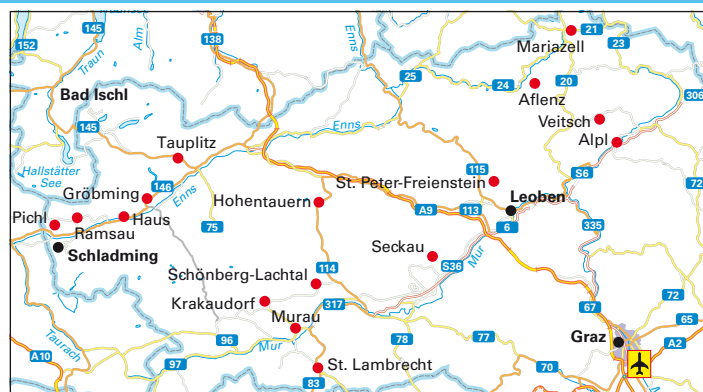 145
138
Enns
21
Mariazell
23
152
Traun
Alm
25
24
20
Aflenz
306
Bad Ischl
145
Enns
Veitsch
Alpl
Tauplitz
Hallstätter
See
146
Enns
115
St. Peter-Freienstein
S6
72
Gröbming
Hohentauern
Leoben
Pichl
Haus
A9
113
6
Ramsau
75
335
Schladming
Seckau
Mur
S36
Schönberg-Lachtal
114
Krakaudorf
317
67
72
Murau
65
Taurach
96
Mur
78
77
Graz
A2
A10
97
St. Lambrecht
70
83